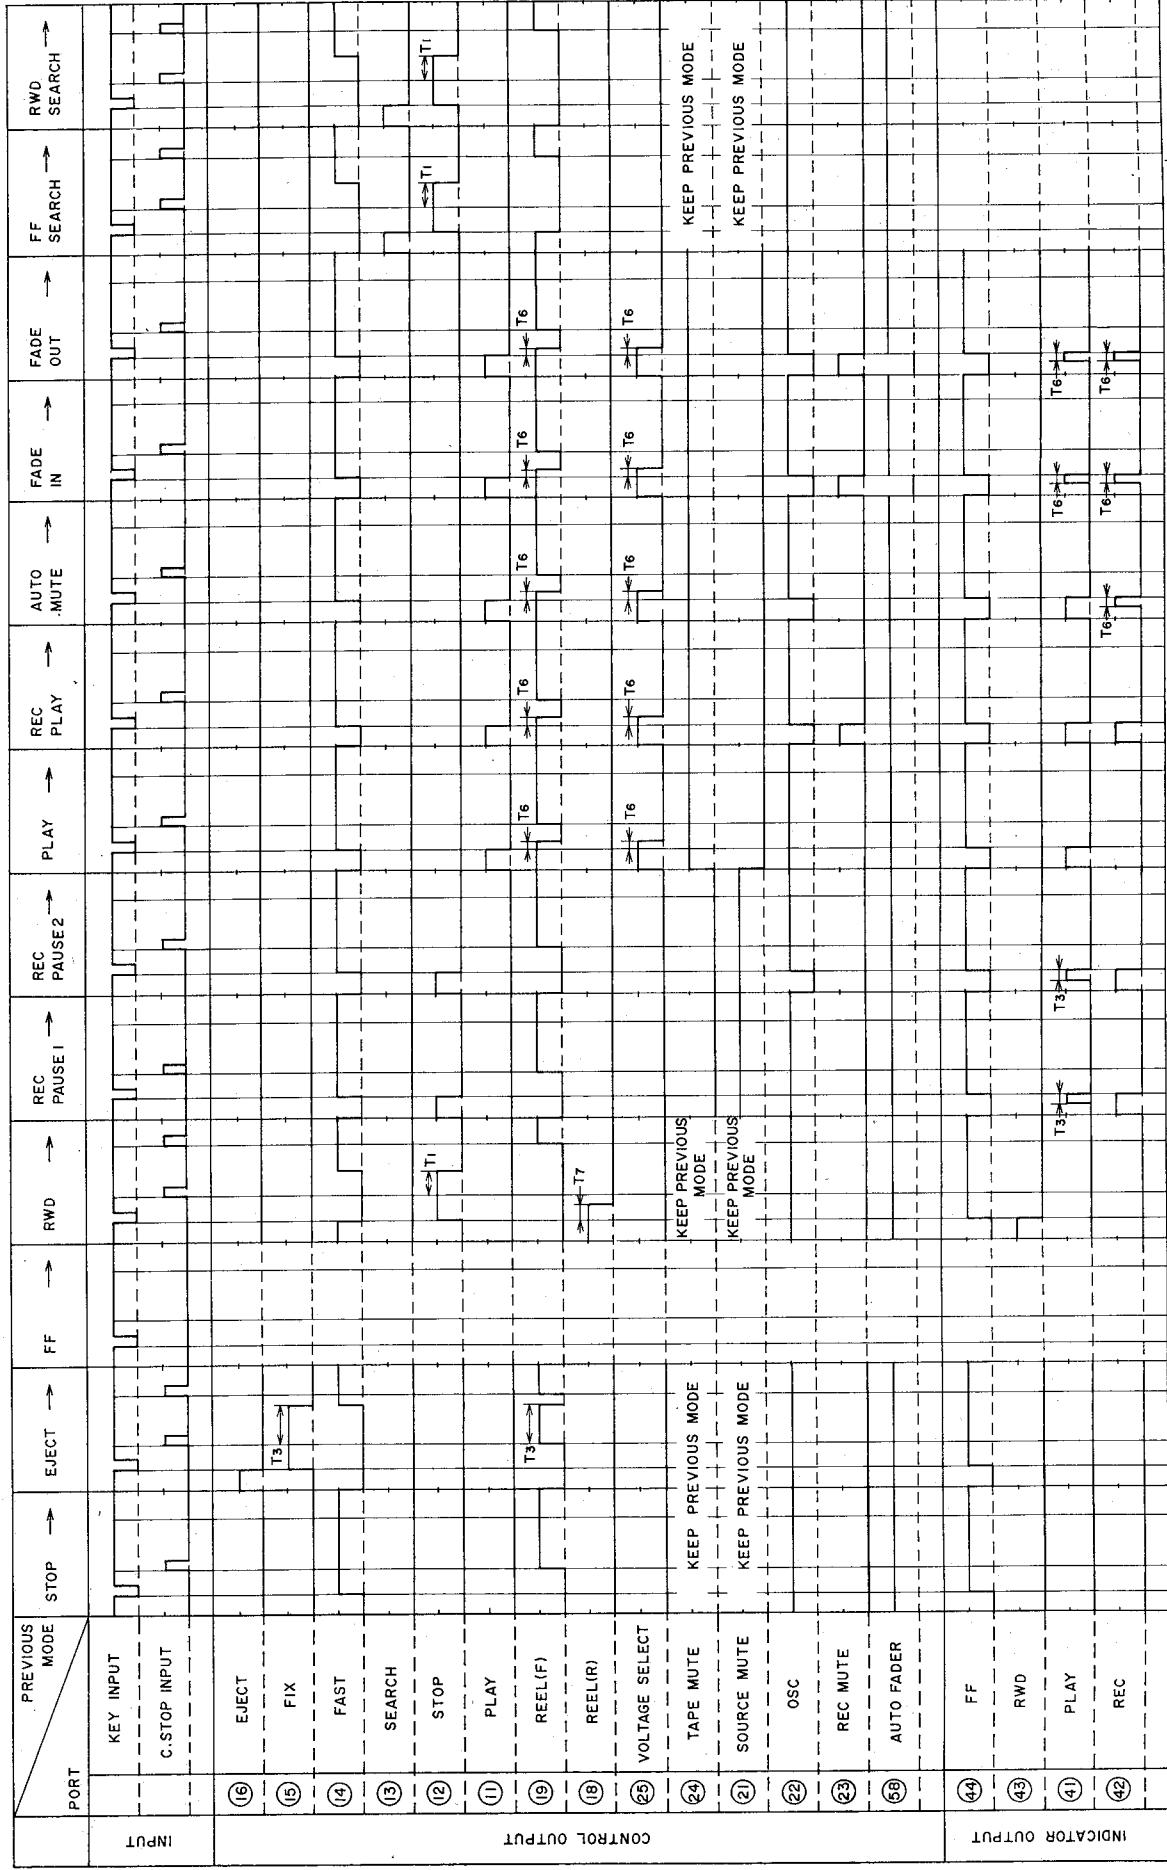 PREVIOUS
MODE
PORT
STOP →
EJECT →
FF →
RWD →
REC
PAUSE 1 →
REC
PAUSE 2 →
PLAY →
REC
PLAY →
AUTO
.MUTE →
FADE
IN →
FADE
OUT →
FF
SEARCH →
RWD
SEARCH →
INPUT
KEY INPUT
C.STOP INPUT
CONTROL OUTPUT
16 EJECT
T3
15 FIX
14 FAST
13 SEARCH
12 STOP
T1
T1
T1
11 PLAY
19 REEL(F)
T3
T6
T6
T6
T6
T6
18 REEL(R)
T7
25 VOLTAGE SELECT
T6
T6
T6
T6
T6
24 TAPE MUTE
KEEP PREVIOUS MODE
KEEP PREVIOUS
MODE
KEEP PREVIOUS MODE
21 SOURCE MUTE
KEEP PREVIOUS MODE
KEEP PREVIOUS
MODE
KEEP PREVIOUS MODE
22 OSC
23 REC MUTE
58 AUTO FADER
INDICATOR OUTPUT
44 FF
43 RWD
41 PLAY
T3
T3
T6
T6
42 REC
T6
T6
T6